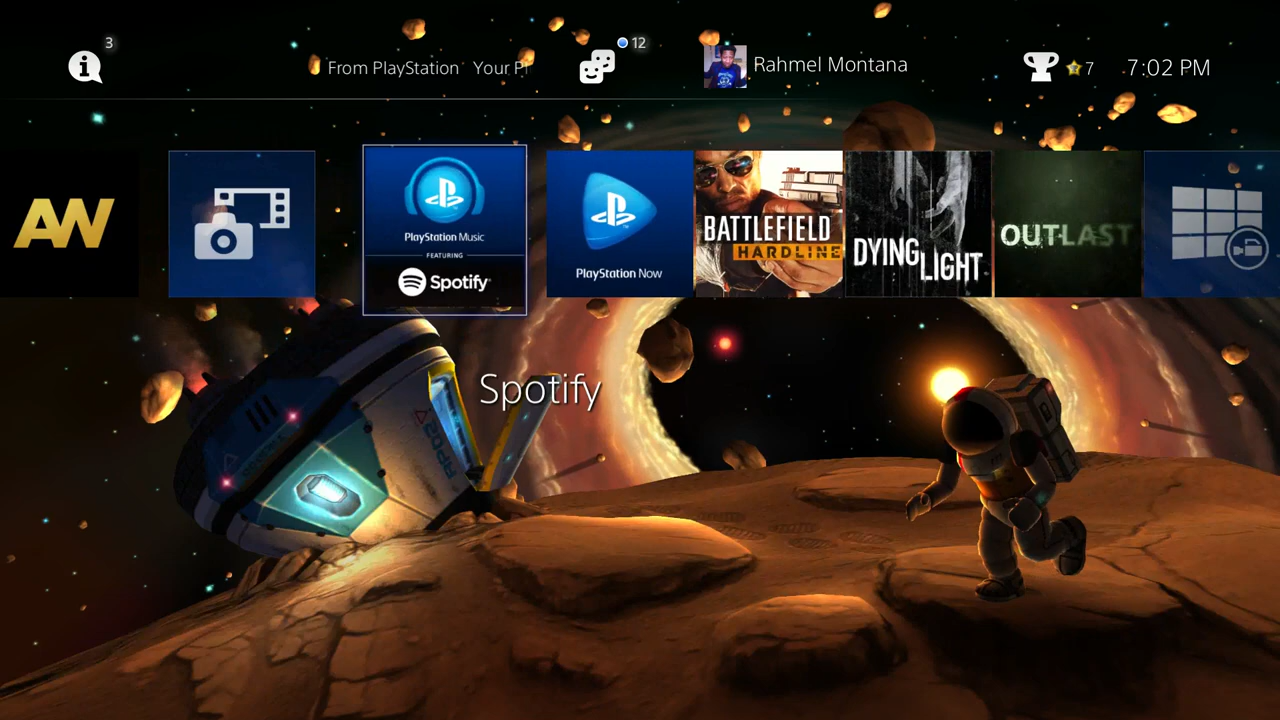 3
From PlayStation Your Pl
12
Rahmel Montana
7
7:02 PM
AW
PlayStation Music
FEATURING
Spotify
PlayStation Now
BATTLEFIELD
HARDLINE
DYING LIGHT
OUTLAST
Spotify